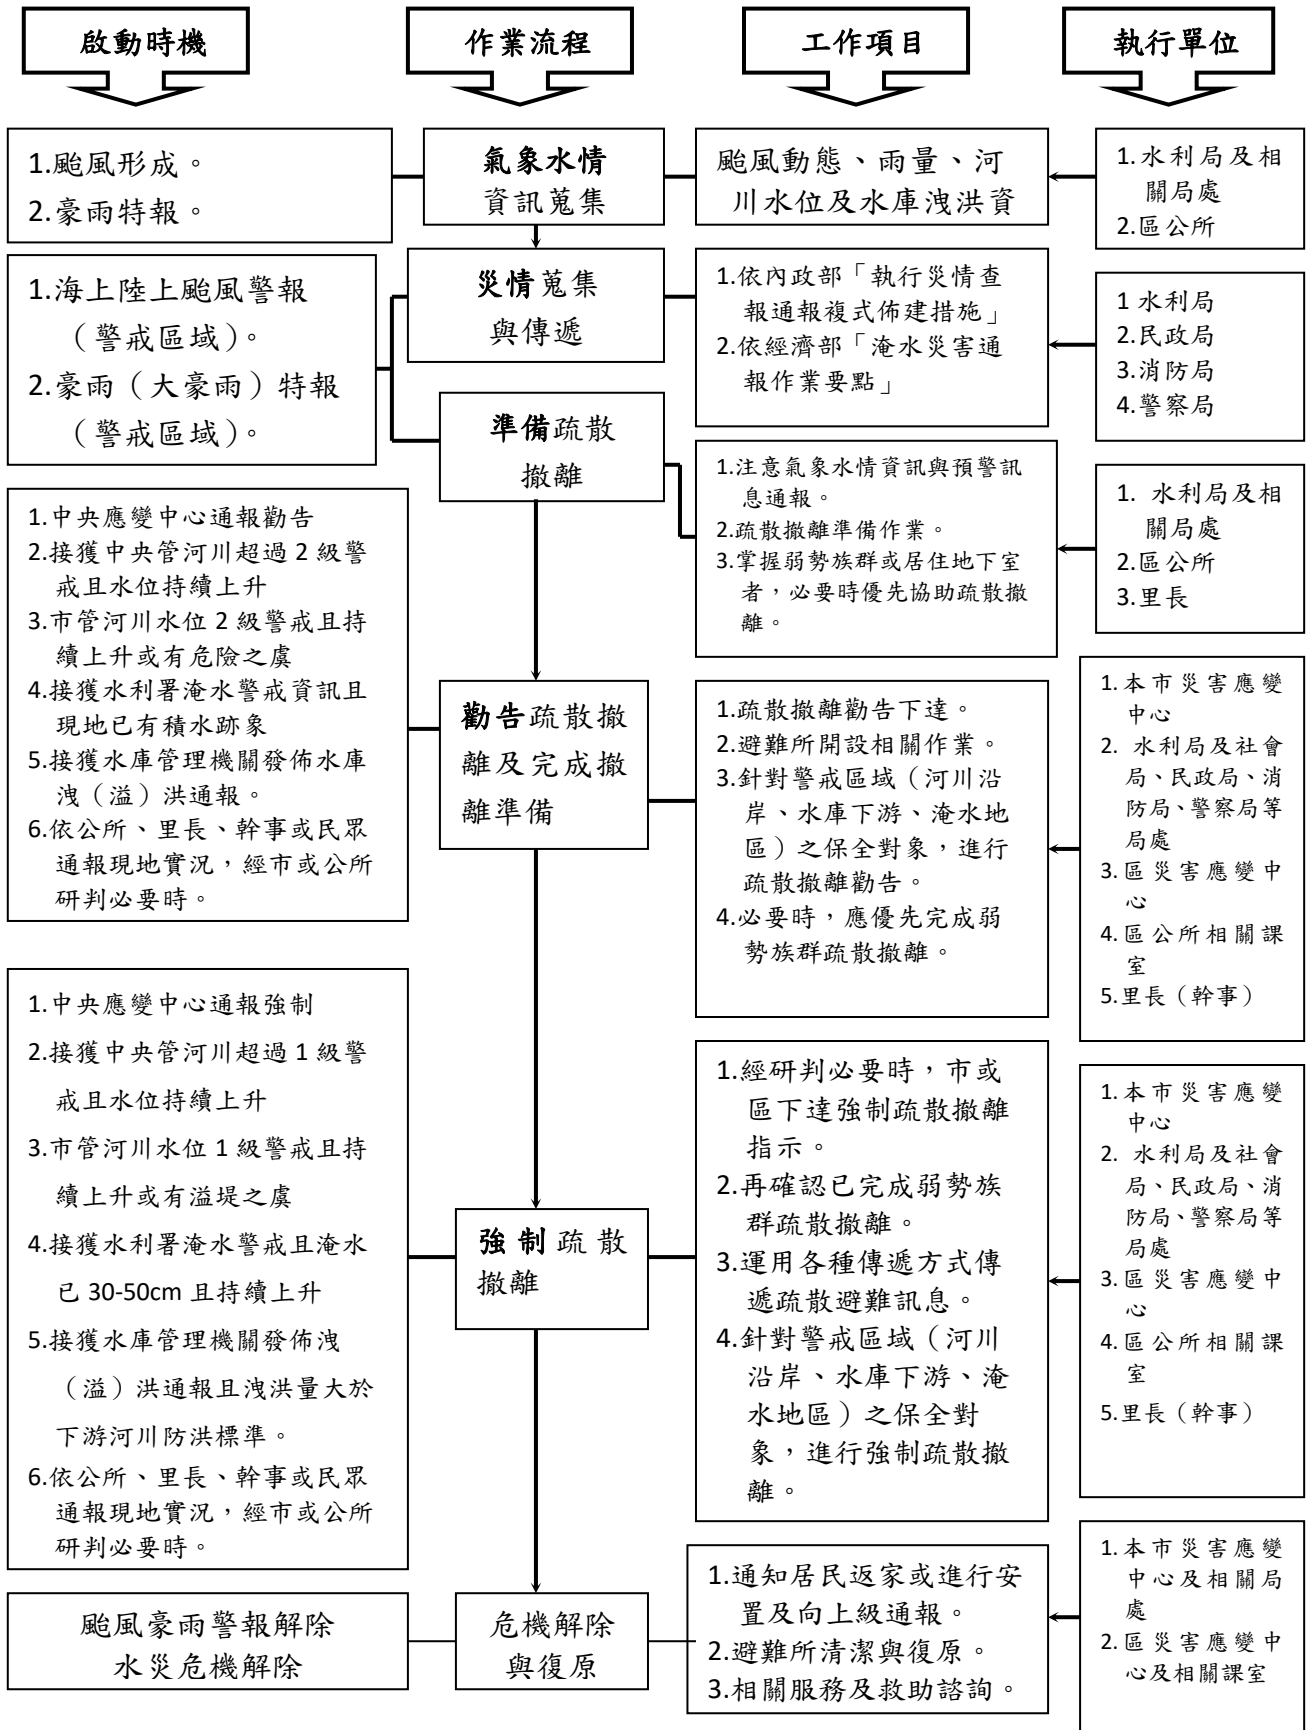 啟動時機
作業流程
工作項目
執行單位
1.颱風形成。
2.豪雨特報。
氣象水情
資訊蒐集
颱風動態、雨量、河
川水位及水庫洩洪資
1.水利局及相
關局處
2.區公所
1.海上陸上颱風警報
（警戒區域）。
2.豪雨（大豪雨）特報
（警戒區域）。
災情蒐集
與傳遞
1.依內政部「執行災情查
報通報複式佈建措施」
2.依經濟部「淹水災害通
報作業要點」
1 水利局
2.民政局
3.消防局
4.警察局
準備疏散
撤離
1.注意氣象水情資訊與預警訊
息通報。
2.疏散撤離準備作業。
3.掌握弱勢族群或居住地下室
者，必要時優先協助疏散撤
離。
1. 水利局及相
關局處
2.區公所
3.里長
1.中央應變中心通報勸告
2.接獲中央管河川超過 2 級警
戒且水位持續上升
3.市管河川水位 2 級警戒且持
續上升或有危險之虞
4.接獲水利署淹水警戒資訊且
現地已有積水跡象
5.接獲水庫管理機關發佈水庫
洩（溢）洪通報。
6.依公所、里長、幹事或民眾
通報現地實況，經市或公所
研判必要時。
勸告疏散撤
離及完成撤
離準備
1.疏散撤離勸告下達。
2.避難所開設相關作業。
3.針對警戒區域（河川沿
岸、水庫下游、淹水地
區）之保全對象，進行
疏散撤離勸告。
4.必要時，應優先完成弱
勢族群疏散撤離。
1.本市災害應變
中心
2. 水利局及社會
局、民政局、消
防局、警察局等
局處
3.區災害應變中
心
4.區公所相關課
室
5.里長（幹事）
1.中央應變中心通報強制
2.接獲中央管河川超過 1 級警
戒且水位持續上升
3.市管河川水位 1 級警戒且持
續上升或有溢堤之虞
4.接獲水利署淹水警戒且淹水
已 30-50cm 且持續上升
5.接獲水庫管理機關發佈洩
（溢）洪通報且洩洪量大於
下游河川防洪標準。
6.依公所、里長、幹事或民眾
通報現地實況，經市或公所
研判必要時。
強制疏散
撤離
1.經研判必要時，市或
區下達強制疏散撤離
指示。
2.再確認已完成弱勢族
群疏散撤離。
3.運用各種傳遞方式傳
遞疏散避難訊息。
4.針對警戒區域（河川
沿岸、水庫下游、淹
水地區）之保全對
象，進行強制疏散撤
離。
1.本市災害應變
中心
2. 水利局及社會
局、民政局、消
防局、警察局等
局處
3.區災害應變中
心
4.區公所相關課
室
5.里長（幹事）
颱風豪雨警報解除
水災危機解除
危機解除
與復原
1.通知居民返家或進行安
置及向上級通報。
2.避難所清潔與復原。
3.相關服務及救助諮詢。
1.本市災害應變
中心及相關局
處
2.區災害應變中
心及相關課室